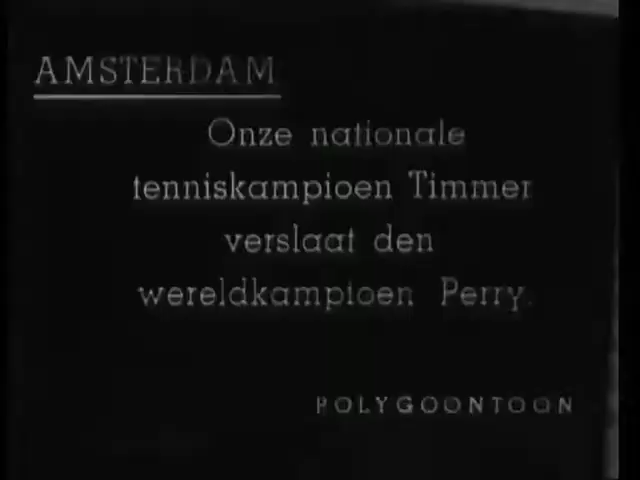 AMSTERDAM
Onze nationale
tenniskampioen Timmer
verslaat den
wereldkampioen Perry.
POLYGOONTOON